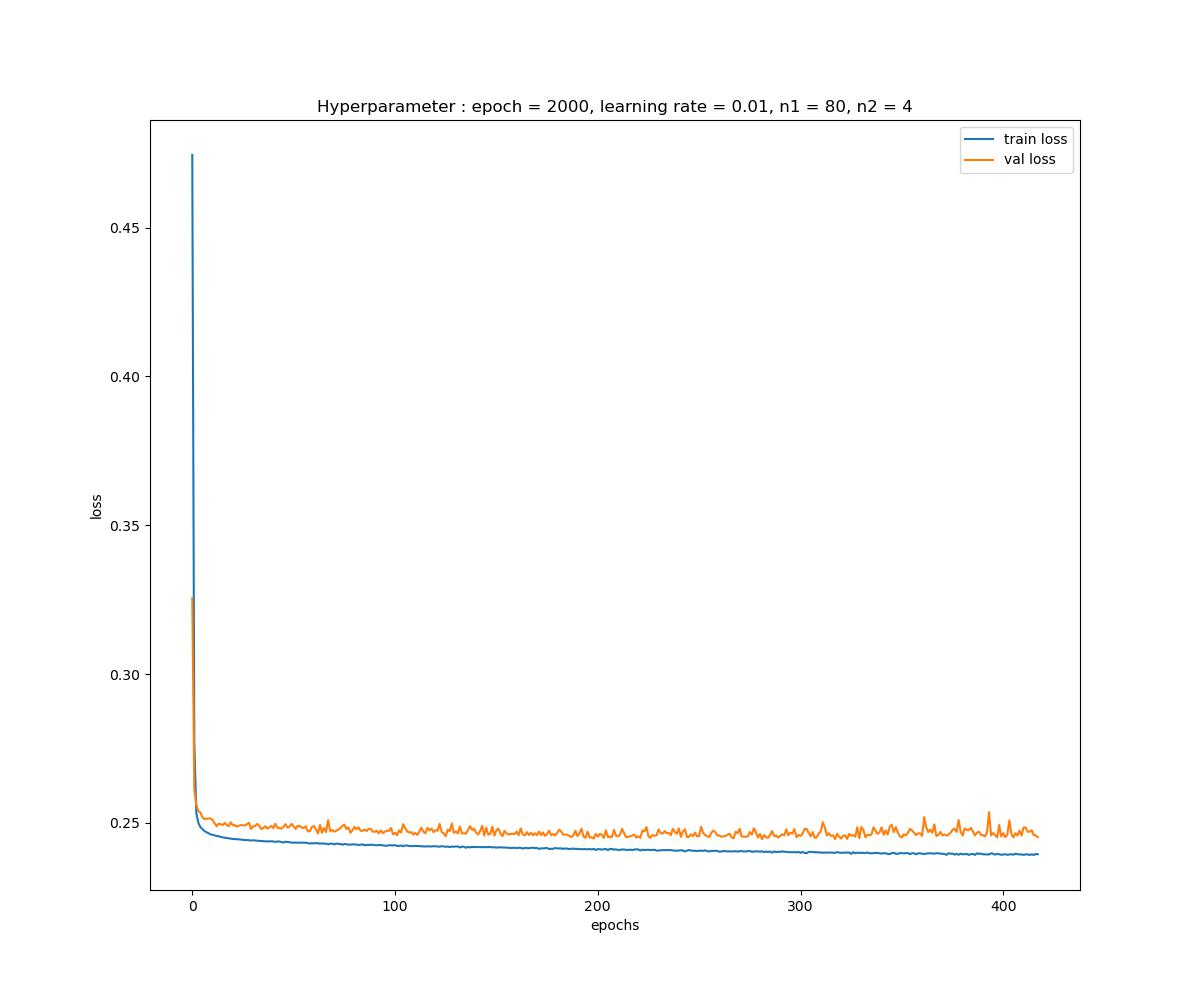 Hyperparameter : epoch = 2000, learning rate = 0.01, n1 = 80, n2 = 4
train loss
val loss
0.45
0.40
0.35
0.30
0.25
loss
0
100
200
300
400
epochs